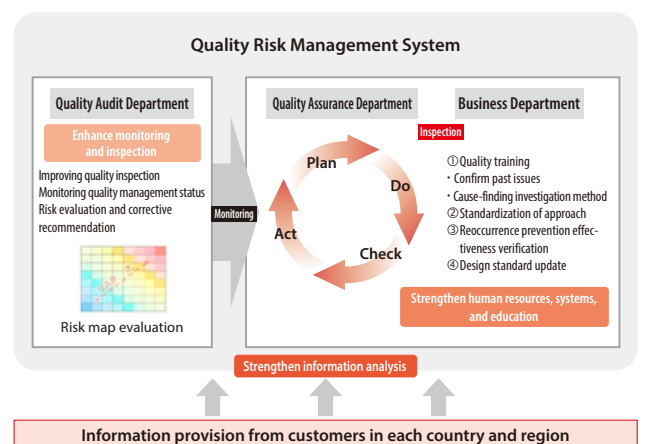 Quality Risk Management System
Quality Audit Department
Enhance monitoring
and inspection
Improving quality inspection
Monitoring quality management status
Risk evaluation and corrective
recommendation
Risk map evaluation
Monitoring
Quality Assurance Department
Plan
Do
Check
Act
Business Department
Inspection
①Quality training
・Confirm past issues
・Cause-finding investigation method
②Standardization of approach
③Reoccurrence prevention effec-
tiveness verification
④Design standard update
Strengthen human resources, systems,
and education
Strengthen information analysis
Information provision from customers in each country and region